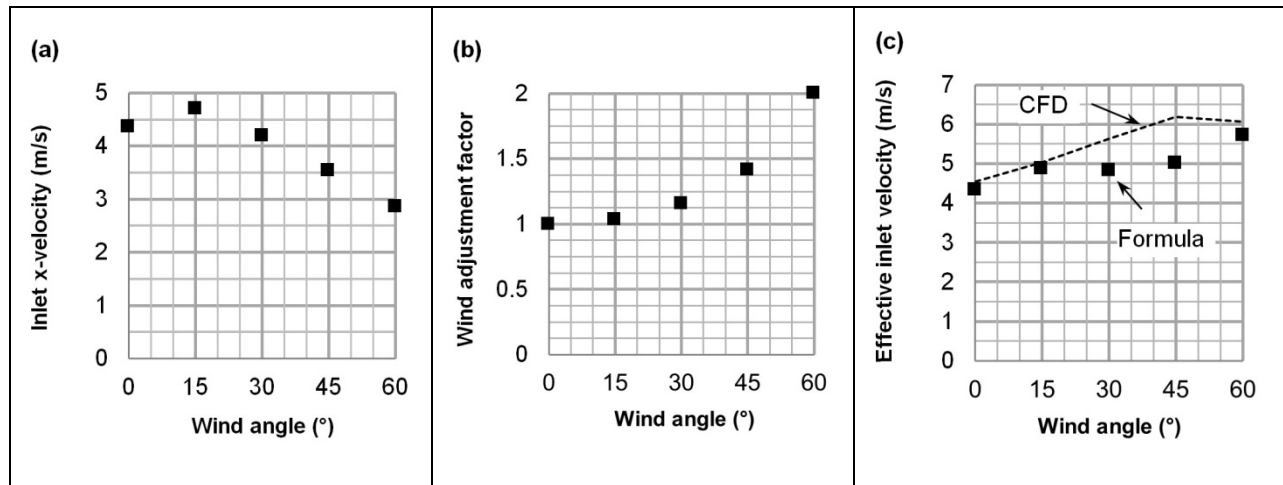 (a)
Inlet x-velocity (m/s)
5
4
3
2
1
0
0 15 30 45 60
Wind angle (°)
(b)
Wind adjustment factor
2
1.5
1
0.5
0
0 15 30 45 60
Wind angle (°)
(c)
Effective inlet velocity (m/s)
7
6
5
4
3
2
1
0
CFD
Formula
0 15 30 45 60
Wind angle (°)